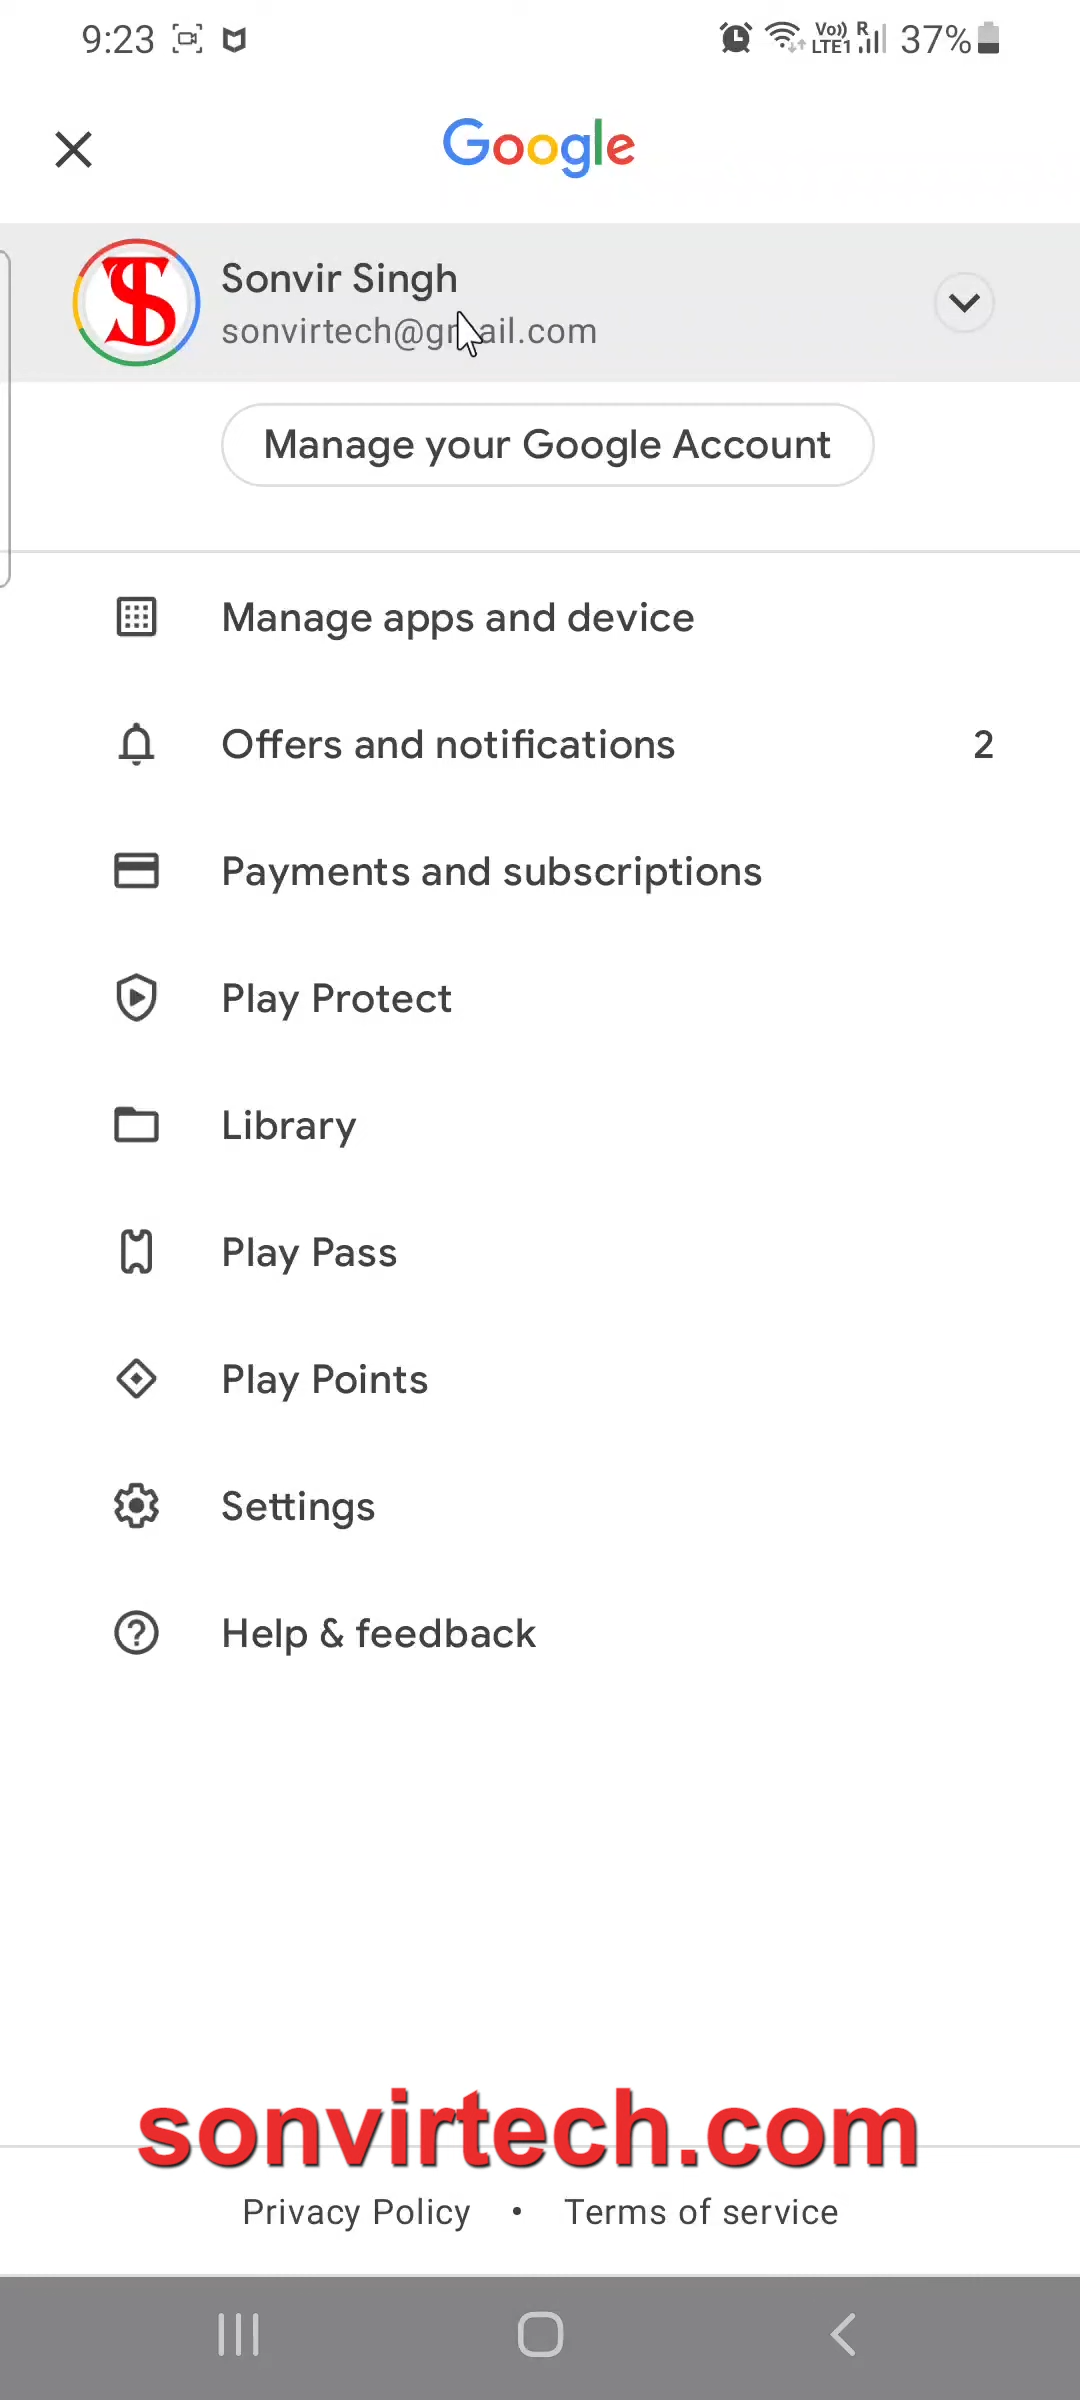 9:23 Vo)) R LTE1 37%
Google
Sonvir Singh
sonvirtech@gmail.com
Manage your Google Account
Manage apps and device
Offers and notifications 2
Payments and subscriptions
Play Protect
Library
Play Pass
Play Points
Settings
Help & feedback
sonvirtech.com
Privacy Policy • Terms of service